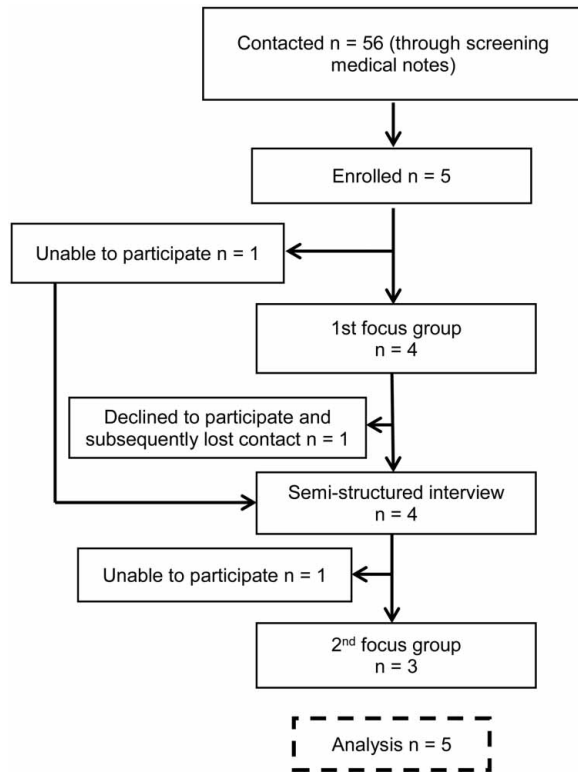 Contacted n = 56 (through screening
medical notes)
Enrolled n = 5
Unable to participate n = 1
1st focus group
n = 4
Declined to participate and
subsequently lost contact n = 1
Semi-structured interview
n = 4
Unable to participate n = 1
2nd focus group
n = 3
Analysis n = 5